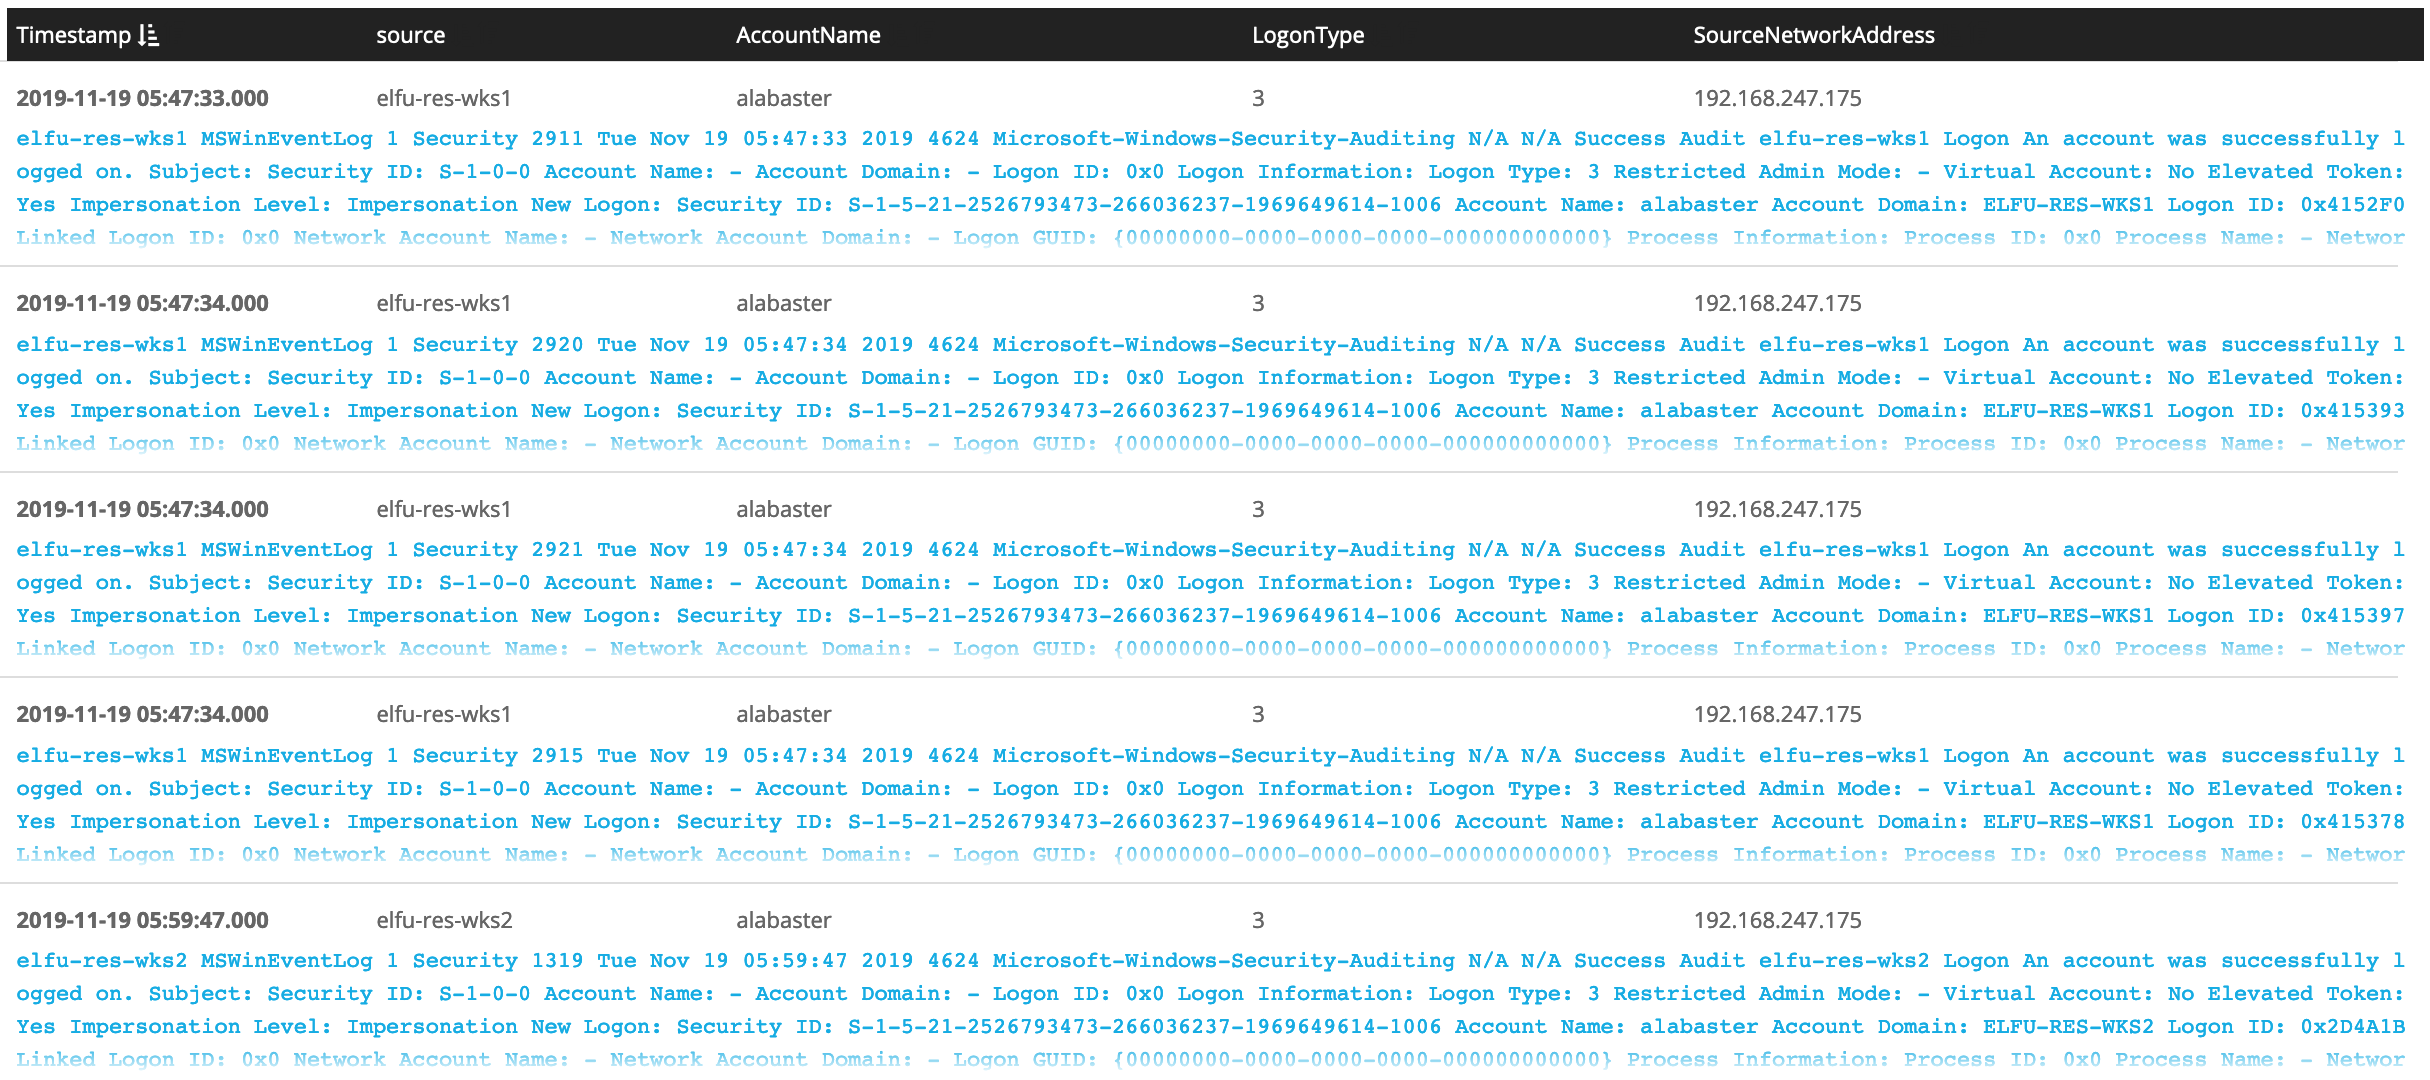 Timestamp source AccountName LogonType SourceNetworkAddress
2019-11-19 05:47:33.000 elfu-res-wks1 alabaster 3 192.168.247.175
elfu-res-wks1 MSWinEventLog 1 Security 2911 Tue Nov 19 05:47:33 2019 4624 Microsoft-Windows-Security-Auditing N/A N/A Success Audit elfu-res-wks1 Logon An account was successfully l
ogged on. Subject: Security ID: S-1-0-0 Account Name: - Account Domain: - Logon ID: 0x0 Logon Information: Logon Type: 3 Restricted Admin Mode: - Virtual Account: No Elevated Token:
Yes Impersonation Level: Impersonation New Logon: Security ID: S-1-5-21-2526793473-266036237-1969649614-1006 Account Name: alabaster Account Domain: ELFU-RES-WKS1 Logon ID: 0x4152F0
Linked Logon ID: 0x0 Network Account Name: - Network Account Domain: - Logon GUID: {00000000-0000-0000-0000-000000000000} Process Information: Process ID: 0x0 Process Name: - Networ
2019-11-19 05:47:34.000 elfu-res-wks1 alabaster 3 192.168.247.175
elfu-res-wks1 MSWinEventLog 1 Security 2920 Tue Nov 19 05:47:34 2019 4624 Microsoft-Windows-Security-Auditing N/A N/A Success Audit elfu-res-wks1 Logon An account was successfully l
ogged on. Subject: Security ID: S-1-0-0 Account Name: - Account Domain: - Logon ID: 0x0 Logon Information: Logon Type: 3 Restricted Admin Mode: - Virtual Account: No Elevated Token:
Yes Impersonation Level: Impersonation New Logon: Security ID: S-1-5-21-2526793473-266036237-1969649614-1006 Account Name: alabaster Account Domain: ELFU-RES-WKS1 Logon ID: 0x415393
Linked Logon ID: 0x0 Network Account Name: - Network Account Domain: - Logon GUID: {00000000-0000-0000-0000-000000000000} Process Information: Process ID: 0x0 Process Name: - Networ
2019-11-19 05:47:34.000 elfu-res-wks1 alabaster 3 192.168.247.175
elfu-res-wks1 MSWinEventLog 1 Security 2921 Tue Nov 19 05:47:34 2019 4624 Microsoft-Windows-Security-Auditing N/A N/A Success Audit elfu-res-wks1 Logon An account was successfully l
ogged on. Subject: Security ID: S-1-0-0 Account Name: - Account Domain: - Logon ID: 0x0 Logon Information: Logon Type: 3 Restricted Admin Mode: - Virtual Account: No Elevated Token:
Yes Impersonation Level: Impersonation New Logon: Security ID: S-1-5-21-2526793473-266036237-1969649614-1006 Account Name: alabaster Account Domain: ELFU-RES-WKS1 Logon ID: 0x415397
Linked Logon ID: 0x0 Network Account Name: - Network Account Domain: - Logon GUID: {00000000-0000-0000-0000-000000000000} Process Information: Process ID: 0x0 Process Name: - Networ
2019-11-19 05:47:34.000 elfu-res-wks1 alabaster 3 192.168.247.175
elfu-res-wks1 MSWinEventLog 1 Security 2915 Tue Nov 19 05:47:34 2019 4624 Microsoft-Windows-Security-Auditing N/A N/A Success Audit elfu-res-wks1 Logon An account was successfully l
ogged on. Subject: Security ID: S-1-0-0 Account Name: - Account Domain: - Logon ID: 0x0 Logon Information: Logon Type: 3 Restricted Admin Mode: - Virtual Account: No Elevated Token:
Yes Impersonation Level: Impersonation New Logon: Security ID: S-1-5-21-2526793473-266036237-1969649614-1006 Account Name: alabaster Account Domain: ELFU-RES-WKS1 Logon ID: 0x415378
Linked Logon ID: 0x0 Network Account Name: - Network Account Domain: - Logon GUID: {00000000-0000-0000-0000-000000000000} Process Information: Process ID: 0x0 Process Name: - Networ
2019-11-19 05:59:47.000 elfu-res-wks2 alabaster 3 192.168.247.175
elfu-res-wks2 MSWinEventLog 1 Security 1319 Tue Nov 19 05:59:47 2019 4624 Microsoft-Windows-Security-Auditing N/A N/A Success Audit elfu-res-wks2 Logon An account was successfully l
ogged on. Subject: Security ID: S-1-0-0 Account Name: - Account Domain: - Logon ID: 0x0 Logon Information: Logon Type: 3 Restricted Admin Mode: - Virtual Account: No Elevated Token:
Yes Impersonation Level: Impersonation New Logon: Security ID: S-1-5-21-2526793473-266036237-1969649614-1006 Account Name: alabaster Account Domain: ELFU-RES-WKS2 Logon ID: 0x2D4A1B
Linked Logon ID: 0x0 Network Account Name: - Network Account Domain: - Logon GUID: {00000000-0000-0000-0000-000000000000} Process Information: Process ID: 0x0 Process Name: - Networ